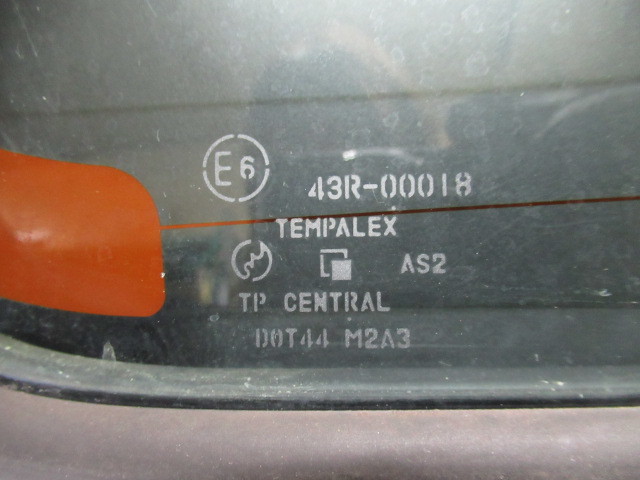 E6
43R-00018
TEMPALEX
AS2
TP CENTRAL
DOT44 M2A3